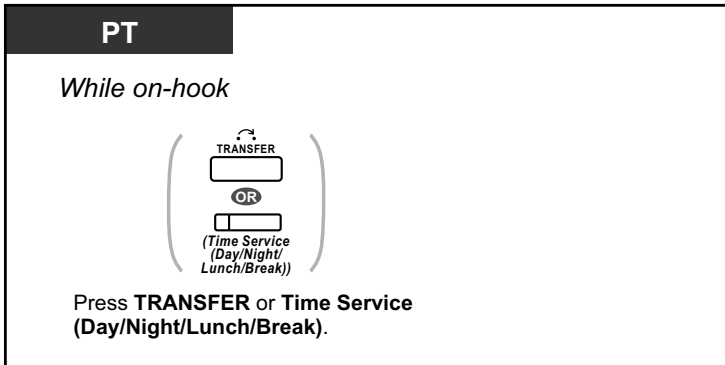 PT
While on-hook
TRANSFER
OR
(Time Service
(Day/Night/
Lunch/Break))
Press TRANSFER or Time Service
(Day/Night/Lunch/Break).